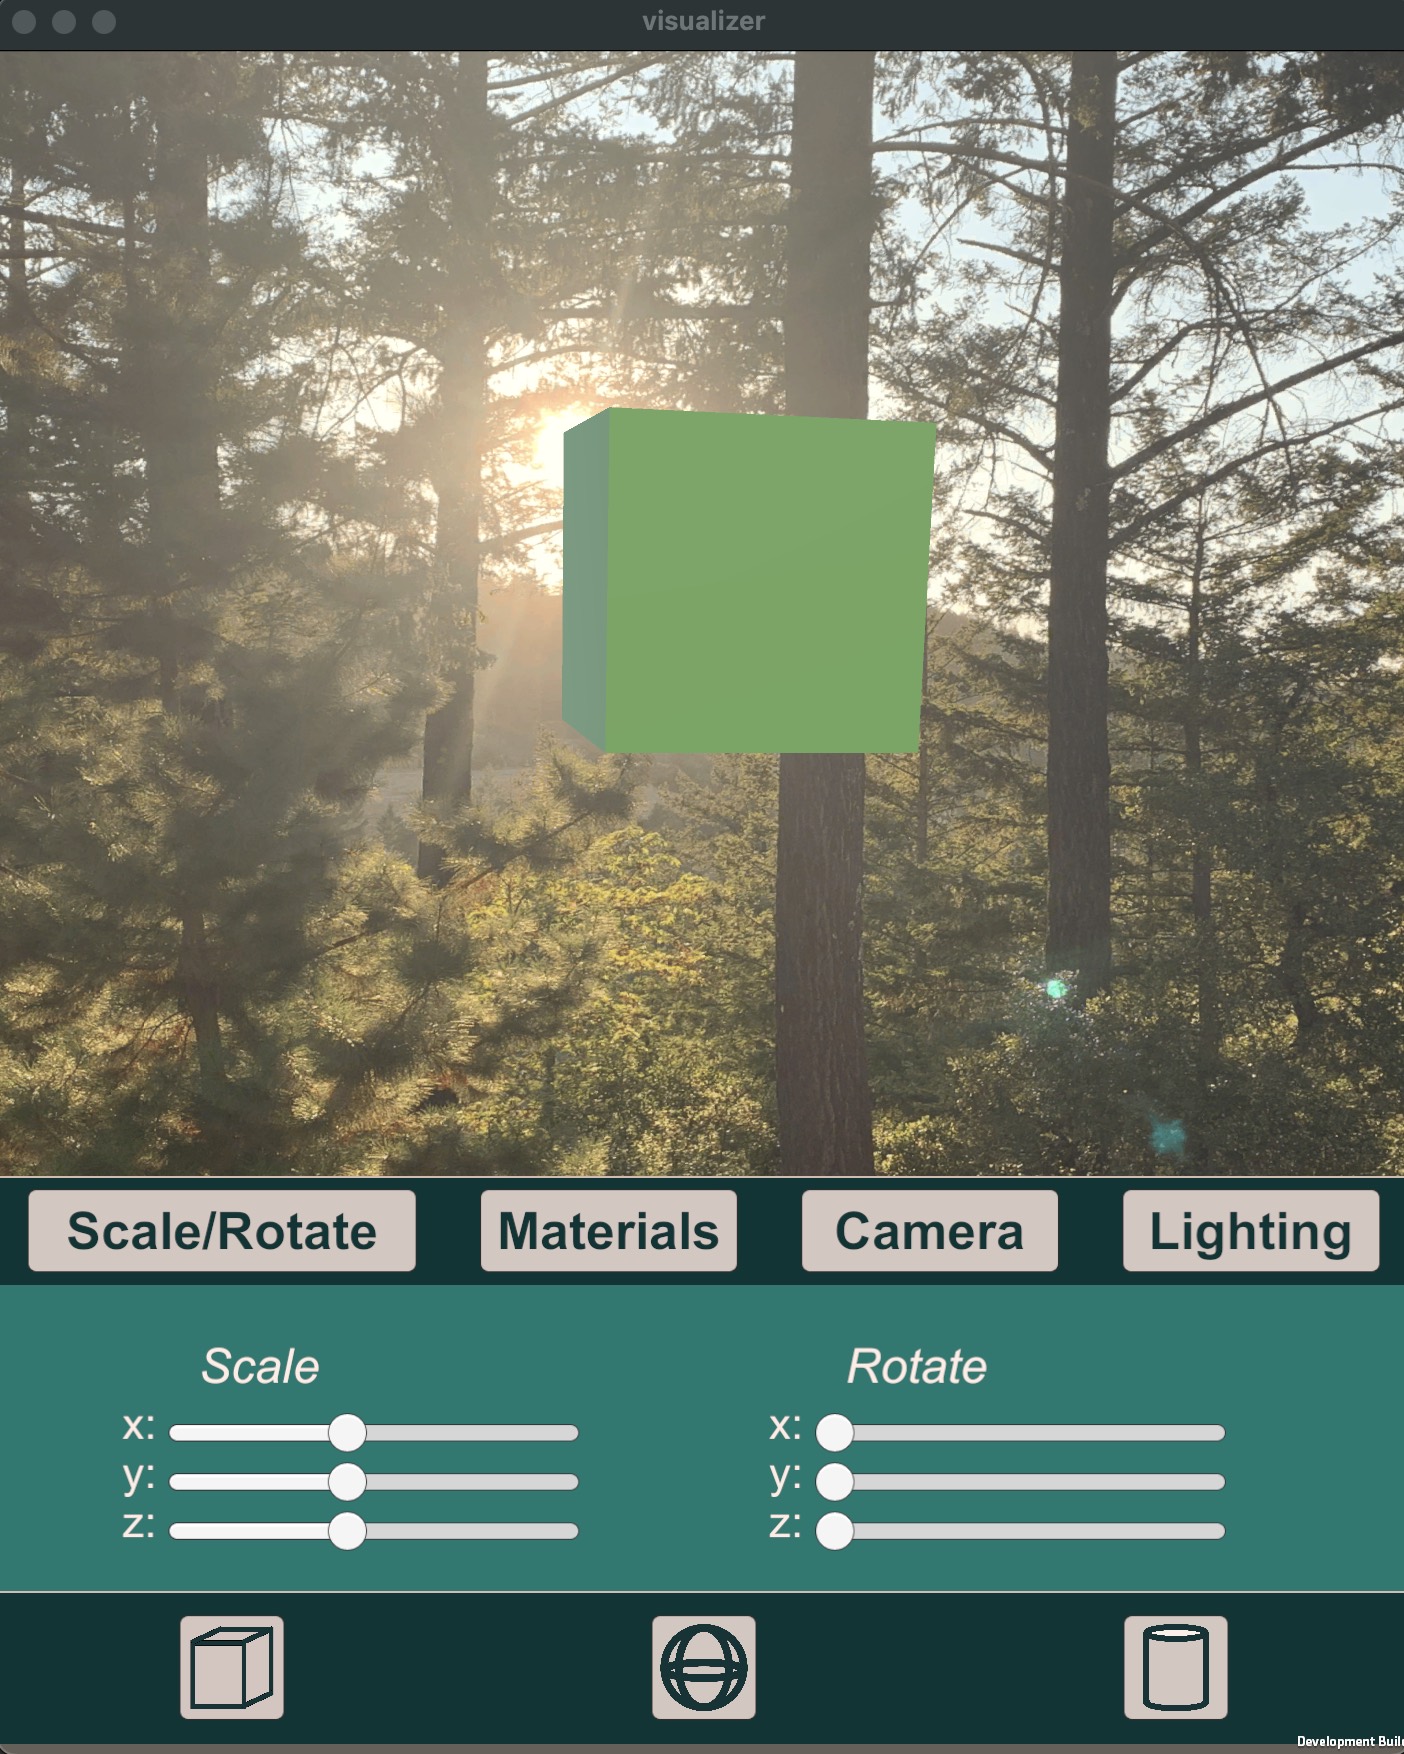 visualizer
Scale/Rotate Materials Camera Lighting
Scale Rotate
x: x:
y: y:
z: z:
Development Buil